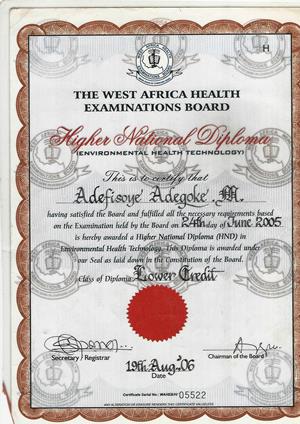 H
THE WEST AFRICA HEALTH
EXAMINATIONS BOARD
Higher National Diploma
(ENVIRONMENTAL HEALTH TECHNOLOGY)
This is to certify that
Adefisoye Adegoke .M.
having satisfied the Board and fulfilled all the necessary requirements based
on the Examination held by the Board on 24th day of June 2005
is hereby awarded a Higher National Diploma (HND) in
Environmental Health Technology. This Diploma is awarded under
our Seal as laid down in the Constitution of the Board.
Class of Diploma Lower Credit
Secretary / Registrar
Chairman of the Board
19th Aug. '06
Date
Certificate Serial No.: WAHEB/H/ 05522